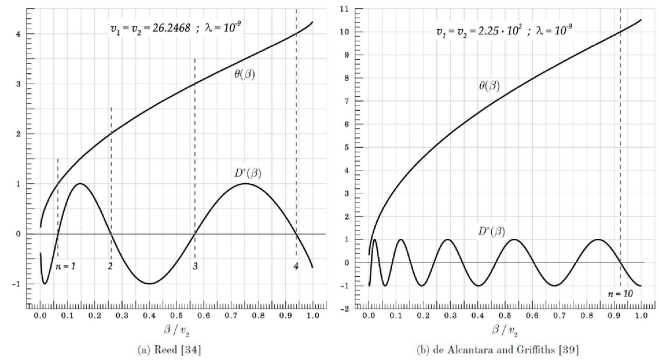 v₁ = v₂ = 26.2468 ; λ = 10⁻⁹
θ(β)
D*(β)
n = 1
2
3
4
4
3
2
1
0
-1
0.0 0.1 0.2 0.3 0.4 0.5 0.6 0.7 0.8 0.9 1.0
β / v₂
(a) Reed [34]
v₁ = v₂ = 2.25 · 10² ; λ = 10⁻⁹
θ(β)
D*(β)
n = 10
11
10
9
8
7
6
5
4
3
2
1
0
-1
-2
0.0 0.1 0.2 0.3 0.4 0.5 0.6 0.7 0.8 0.9 1.0
β / v₂
(b) de Alcantara and Griffiths [39]